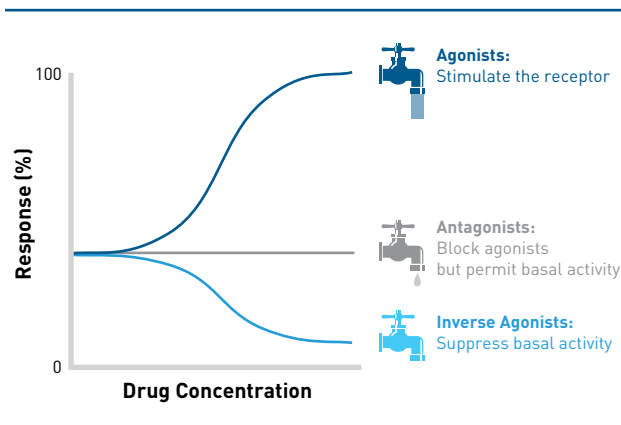 100
Response (%)
0
Drug Concentration
Agonists:
Stimulate the receptor
Antagonists:
Block agonists
but permit basal activity
Inverse Agonists:
Suppress basal activity